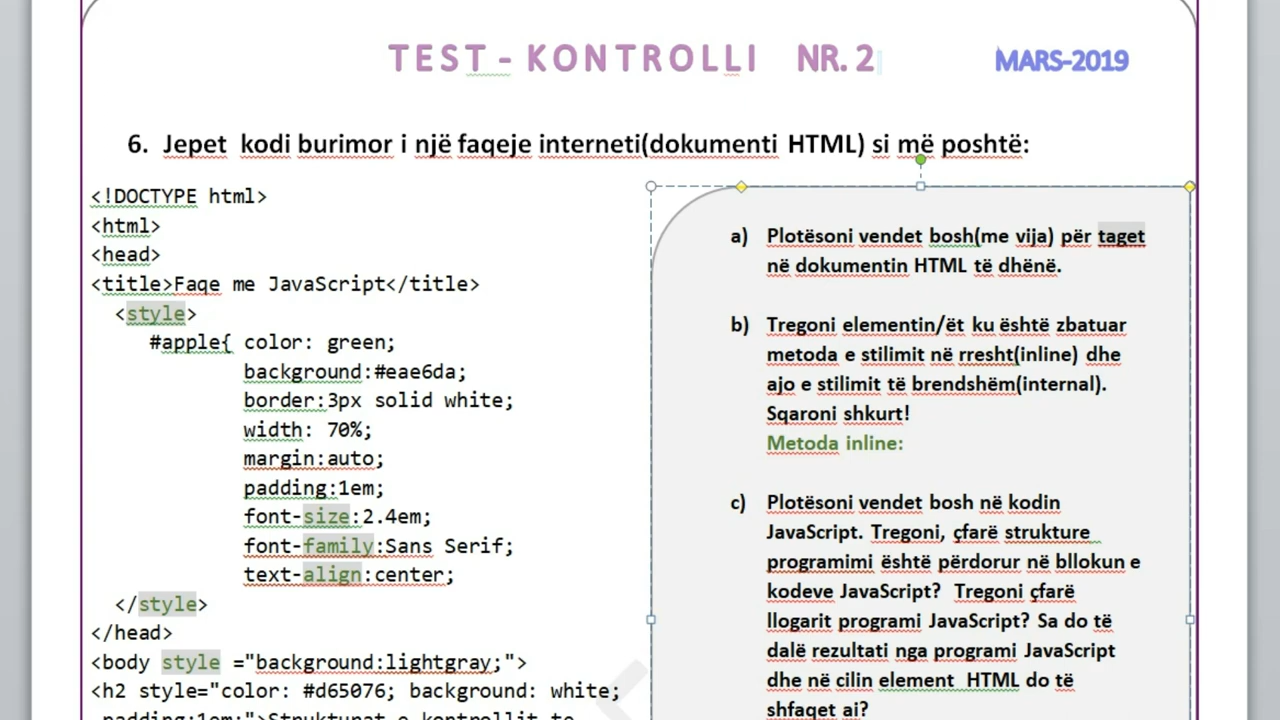 TEST - KONTROLLI NR. 2
MARS-2019
6. Jepet kodi burimor i një faqeje interneti(dokumenti HTML) si më poshtë:
<!DOCTYPE html>
<html>
<head>
<title>Faqe me JavaScript</title>
<style>
#apple{ color: green;
background:#eae6da;
border:3px solid white;
width: 70%;
margin:auto;
padding:1em;
font-size:2.4em;
font-family:Sans Serif;
text-align:center;
</style>
</head>
<body style ="background:lightgray;">
<h2 style="color: #d65076; background: white;
padding:1em;">Strukturat e kontrollit te
a) Plotësoni vendet bosh(me vija) për taget
në dokumentin HTML të dhënë.
b) Tregoni elementin/ët ku është zbatuar
metoda e stilimit në rresht(inline) dhe
ajo e stilimit të brendshëm(internal).
Sqaroni shkurt!
Metoda inline:
c) Plotësoni vendet bosh në kodin
JavaScript. Tregoni, çfarë strukture
programimi është përdorur në bllokun e
kodeve JavaScript? Tregoni çfarë
llogarit programi JavaScript? Sa do të
dalë rezultati nga programi JavaScript
dhe në cilin element HTML do të
shfaqet ai?